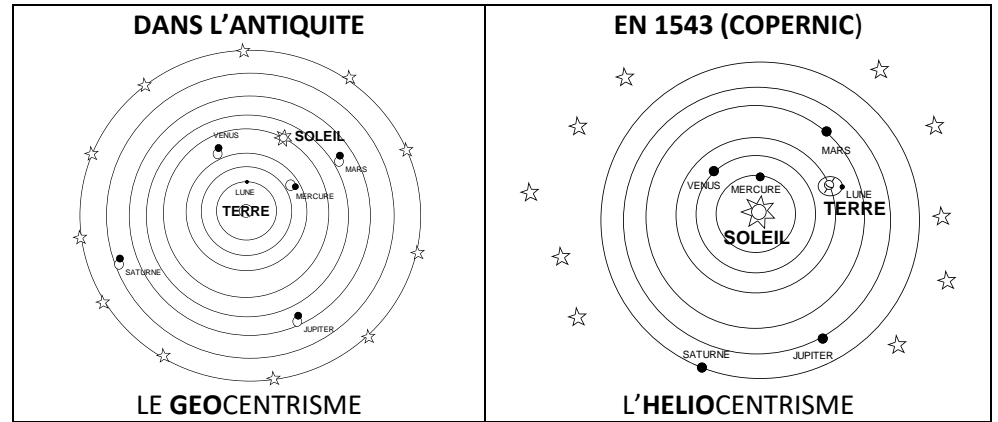 DANS L'ANTIQUITE
VENUS
SOLEIL
MARS
LUNE
MERCURE
TERRE
SATURNE
JUPITER
LE GEOCENTRISME
EN 1543 (COPERNIC)
MARS
VENUS
MERCURE
LUNE
TERRE
SOLEIL
SATURNE
JUPITER
L'HELIOCENTRISME